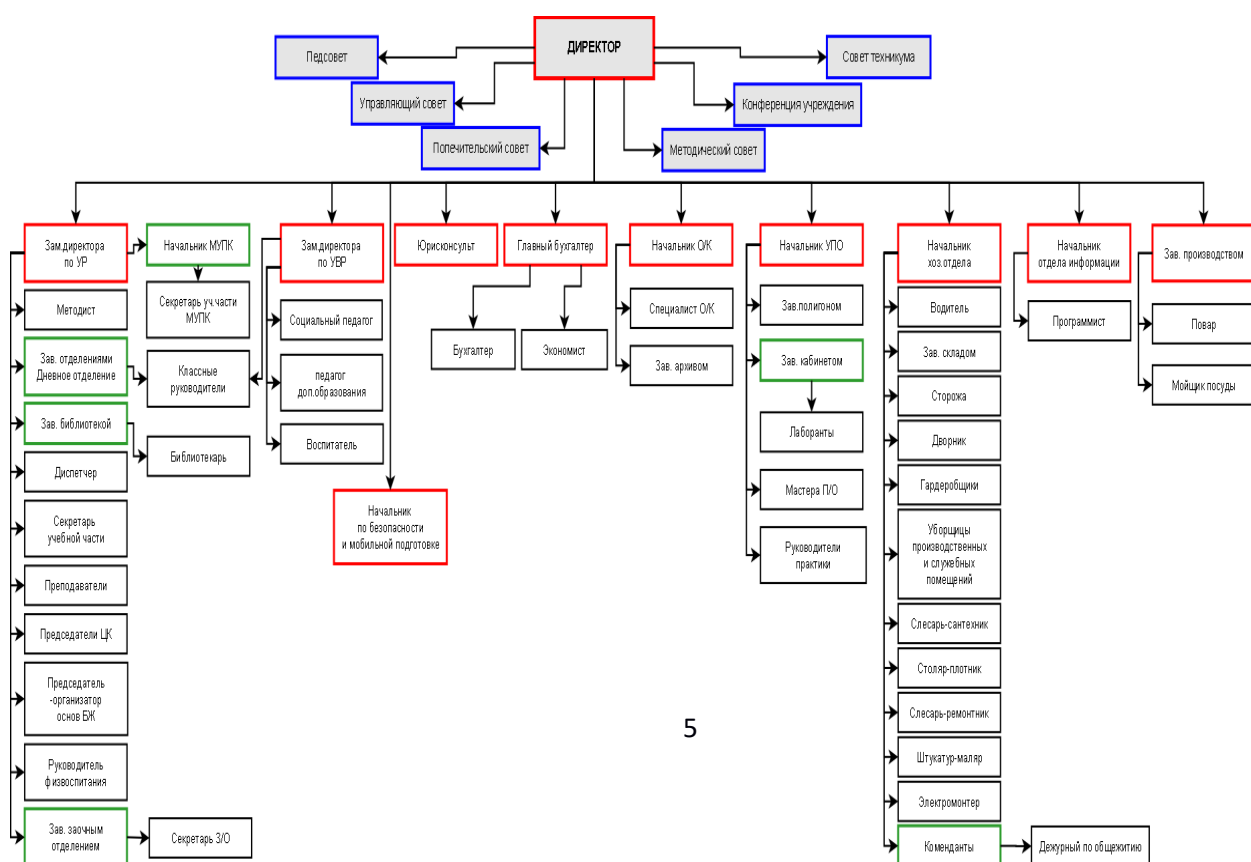 ДИРЕКТОР
Педсовет
Совет техникума
Управляющий совет
Конференция учреждения
Попечительский совет
Методический совет
Зам.директора
по УР
Начальник МУПК
Зам.директора
по УВР
Юрисконсульт
Главный бухгалтер
Начальник О/К
Начальник УПО
Начальник
хоз.отдела
Начальник
отдела информации
Зав. производством
Методист
Зав. отделениями
Дневное отделение
Зав. библиотекой
Диспетчер
Секретарь
учебной части
Преподаватели
Председатели ЦК
Председатель
-организатор
основ БЖ
Руководитель
физвоспитания
Зав. заочным
отделением
Секретарь З/О
Секретарь уч.части
МУПК
Классные
руководители
Библиотекарь
Социальный педагог
педагог
доп.образования
Воспитатель
Начальник
по безопасности
и мобильной подготовке
Бухгалтер
Экономист
Специалист О/К
Зав. архивом
Зав.полигоном
Зав. кабинетом
Лаборанты
Мастера П/О
Руководители
практики
Водитель
Зав. складом
Сторожа
Дворник
Гардеробщики
Уборщицы
производственных
и служебных
помещений
Слесарь-сантехник
Столяр-плотник
Слесарь-ремонтник
Штукатур-маляр
Электромонтер
Коменданты
Дежурный по общежитию
Программист
Повар
Мойщик посуды
5